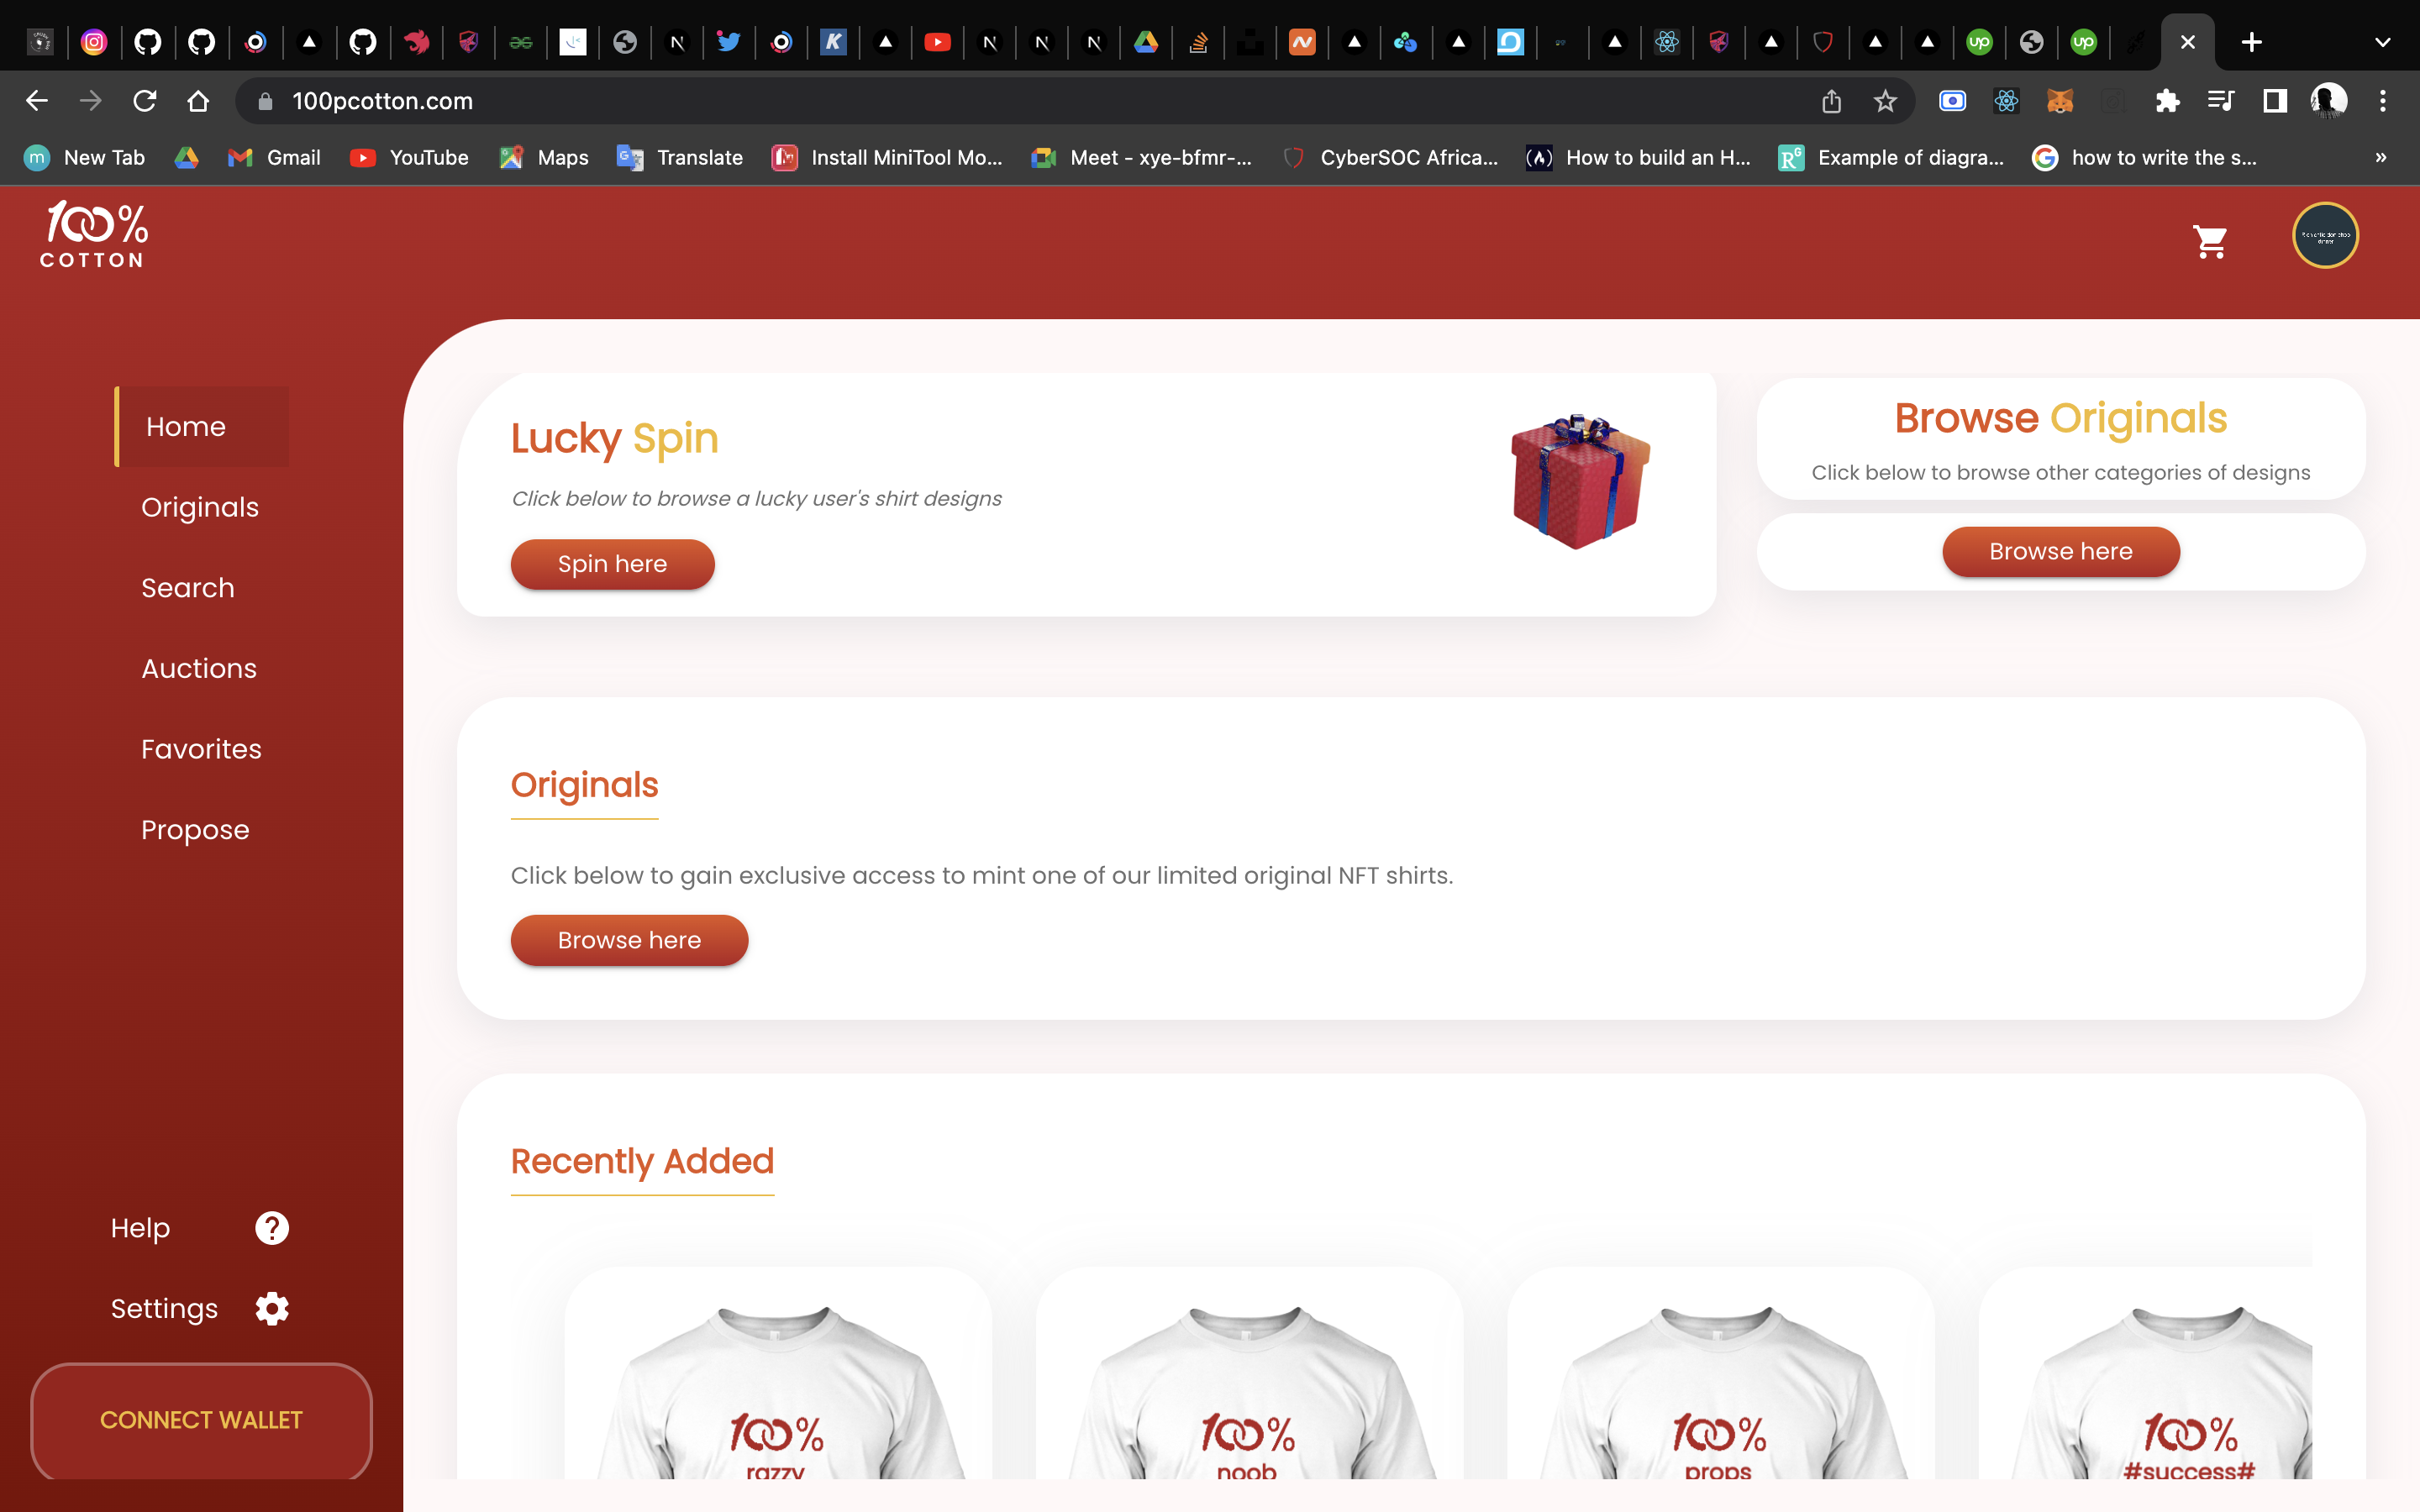 100pcotton.com
New Tab
Gmail
YouTube
Maps
Translate
Install MiniTool Mo...
Meet - xye-bfmr-...
CyberSOC Africa...
How to build an H...
Example of diagra...
how to write the s...
»
100%
COTTON
Home
Originals
Search
Auctions
Favorites
Propose
Help
Settings
CONNECT WALLET
Lucky Spin
Click below to browse a lucky user's shirt designs
Spin here
Browse Originals
Click below to browse other categories of designs
Browse here
Originals
Click below to gain exclusive access to mint one of our limited original NFT shirts.
Browse here
Recently Added
100%
razzy
100%
noob
100%
props
100%
#success#